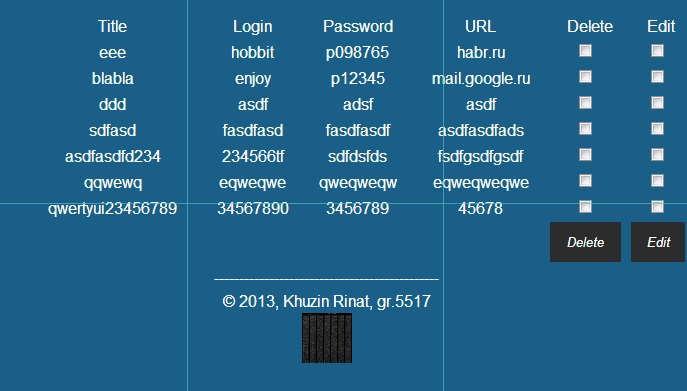 Title Login Password URL Delete Edit
eee hobbit p098765 habr.ru
blabla enjoy p12345 mail.google.ru
ddd asdf adsf asdf
sdfasd fasdfasd fasdfasdf asdfasdfads
asdfasdfd234 234566tf sdfdsfds fsdfgsdfgsdf
qqwewq eqweqwe qweqweqw eqweqweqwe
qwertyui23456789 34567890 3456789 45678
Delete Edit
---------------------------------------------
© 2013, Khuzin Rinat, gr.5517